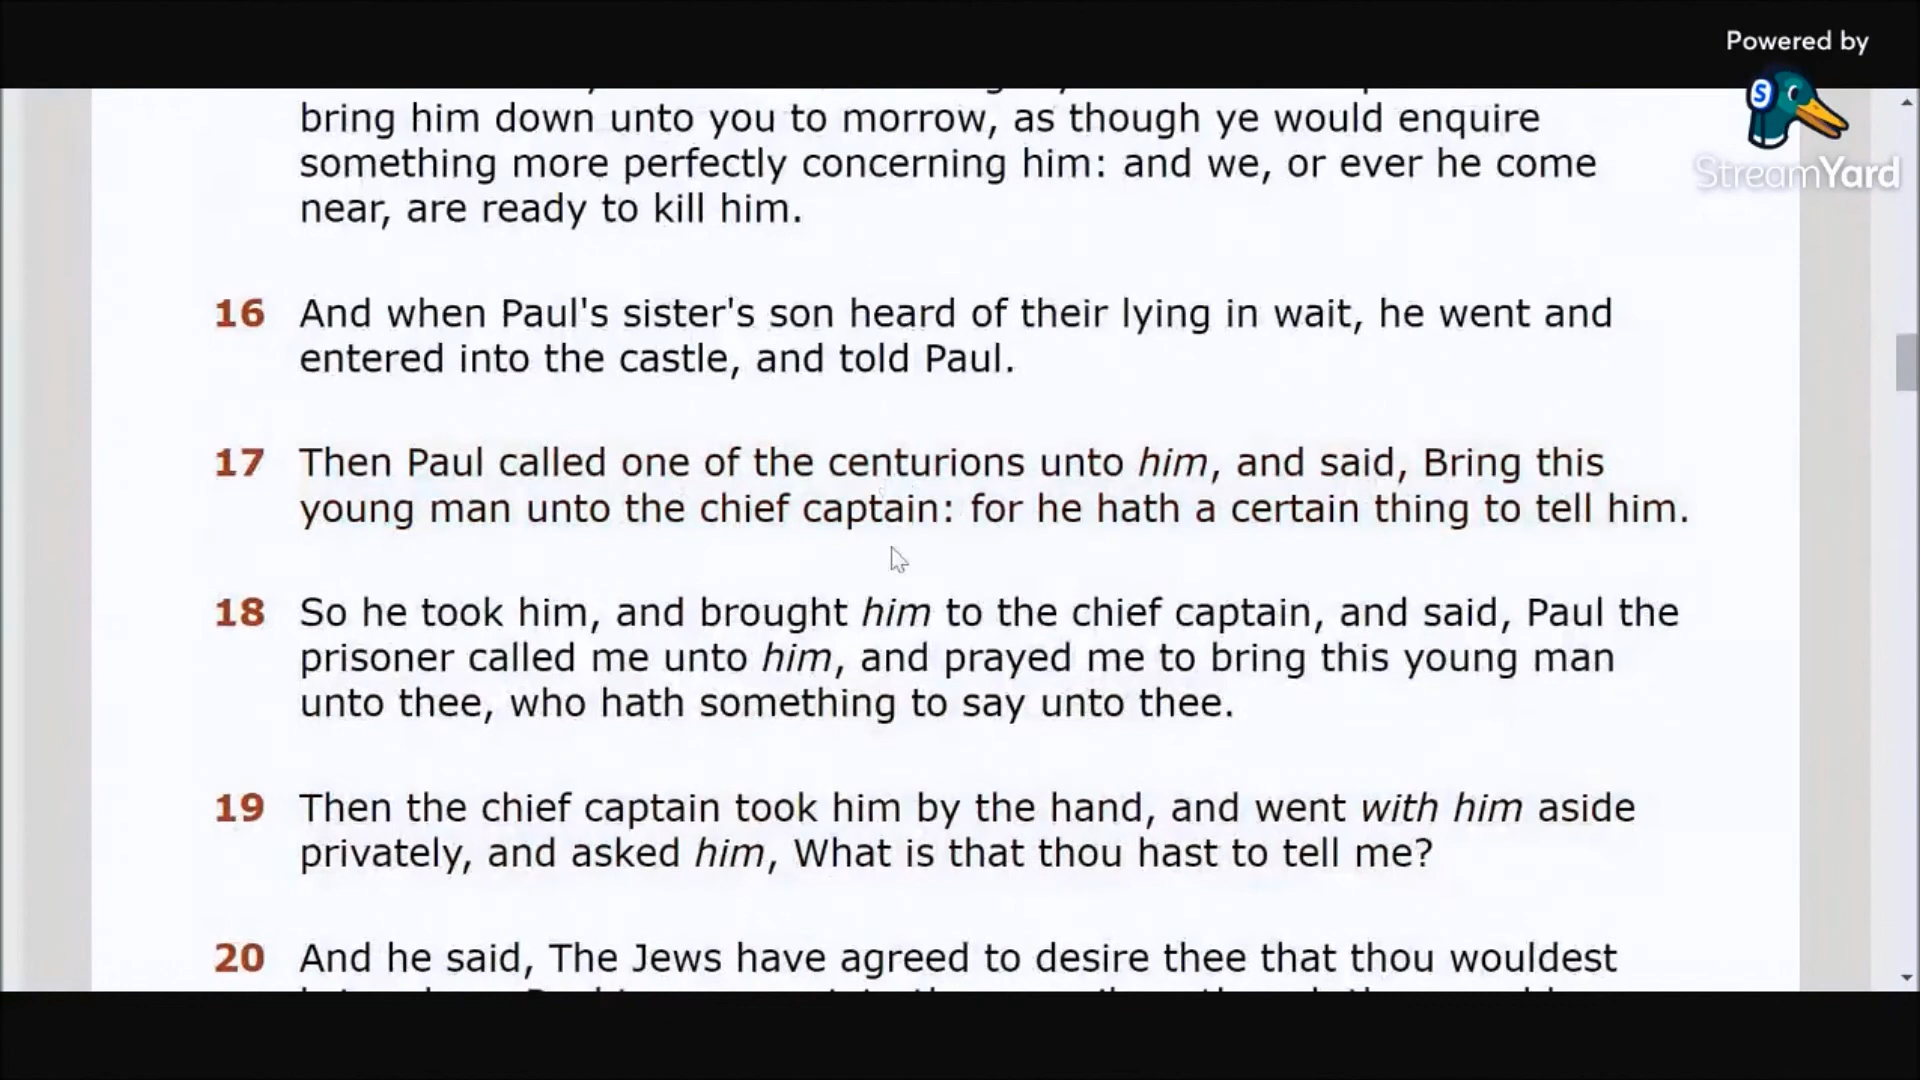 Powered by
StreamYard
bring him down unto you to morrow, as though ye would enquire
something more perfectly concerning him: and we, or ever he come
near, are ready to kill him.
16 And when Paul's sister's son heard of their lying in wait, he went and
entered into the castle, and told Paul.
17 Then Paul called one of the centurions unto him, and said, Bring this
young man unto the chief captain: for he hath a certain thing to tell him.
18 So he took him, and brought him to the chief captain, and said, Paul the
prisoner called me unto him, and prayed me to bring this young man
unto thee, who hath something to say unto thee.
19 Then the chief captain took him by the hand, and went with him aside
privately, and asked him, What is that thou hast to tell me?
20 And he said, The Jews have agreed to desire thee that thou wouldest